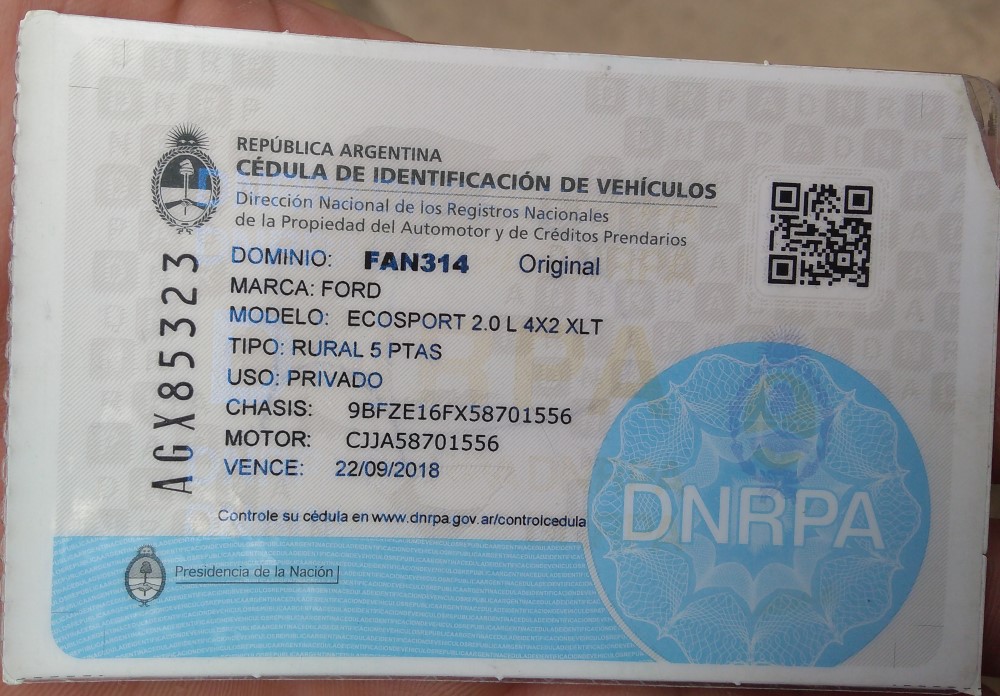 REPÚBLICA ARGENTINA
CÉDULA DE IDENTIFICACIÓN DE VEHÍCULOS
Dirección Nacional de los Registros Nacionales
de la Propiedad del Automotor y de Créditos Prendarios
DOMINIO: FAN314 Original
MARCA: FORD
MODELO: ECOSPORT 2.0 L 4X2 XLT
TIPO: RURAL 5 PTAS
USO: PRIVADO
CHASIS: 9BFZE16FX58701556
MOTOR: CJJA58701556
VENCE: 22/09/2018
AGX85323
Controle su cédula en www.dnrpa.gov.ar/controlcedula
DNRPA
Presidencia de la Nación